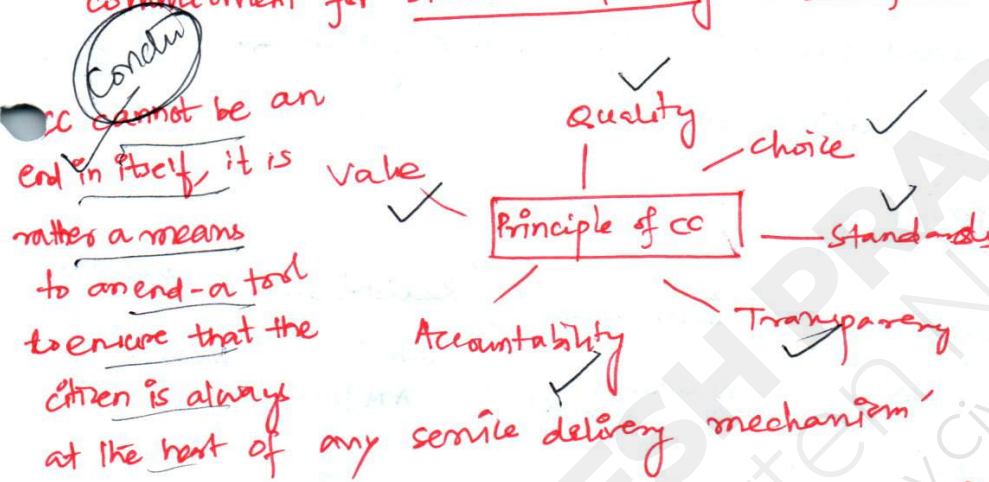 for
Condu
cc cannot be an
end in itself, it is
rather a means
to an end - a tool
to ensure that the
citizen is always
at the heart of any service delivery mechanism'
Quality
Choice
Value
Principle of CC
Standards
Accountability
Transparency